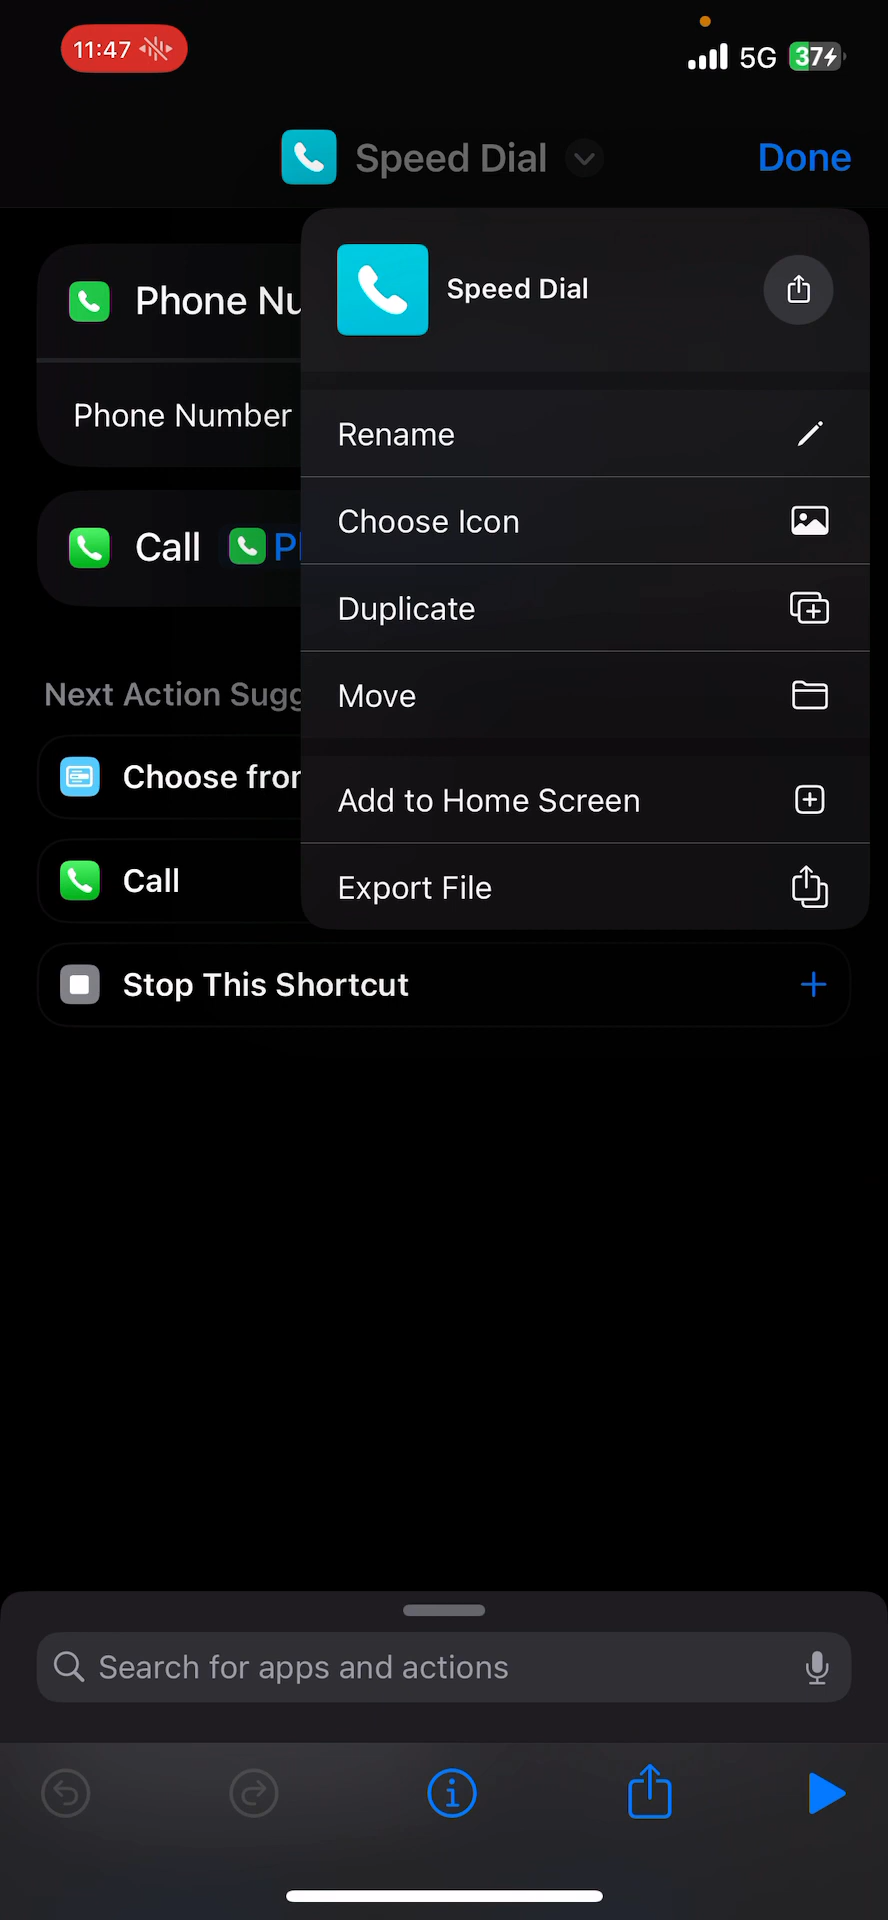 11:47
5G 37
Speed Dial
Done
Speed Dial
Phone Nu
Phone Number
Rename
Choose Icon
Call
Duplicate
Move
Next Action Sugg
Choose from
Add to Home Screen
Call
Export File
Stop This Shortcut
Search for apps and actions